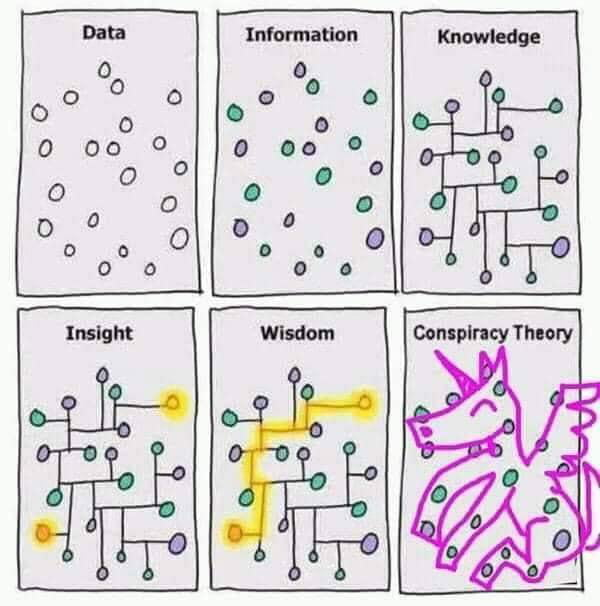 Data
Information
Knowledge
Insight
Wisdom
Conspiracy Theory